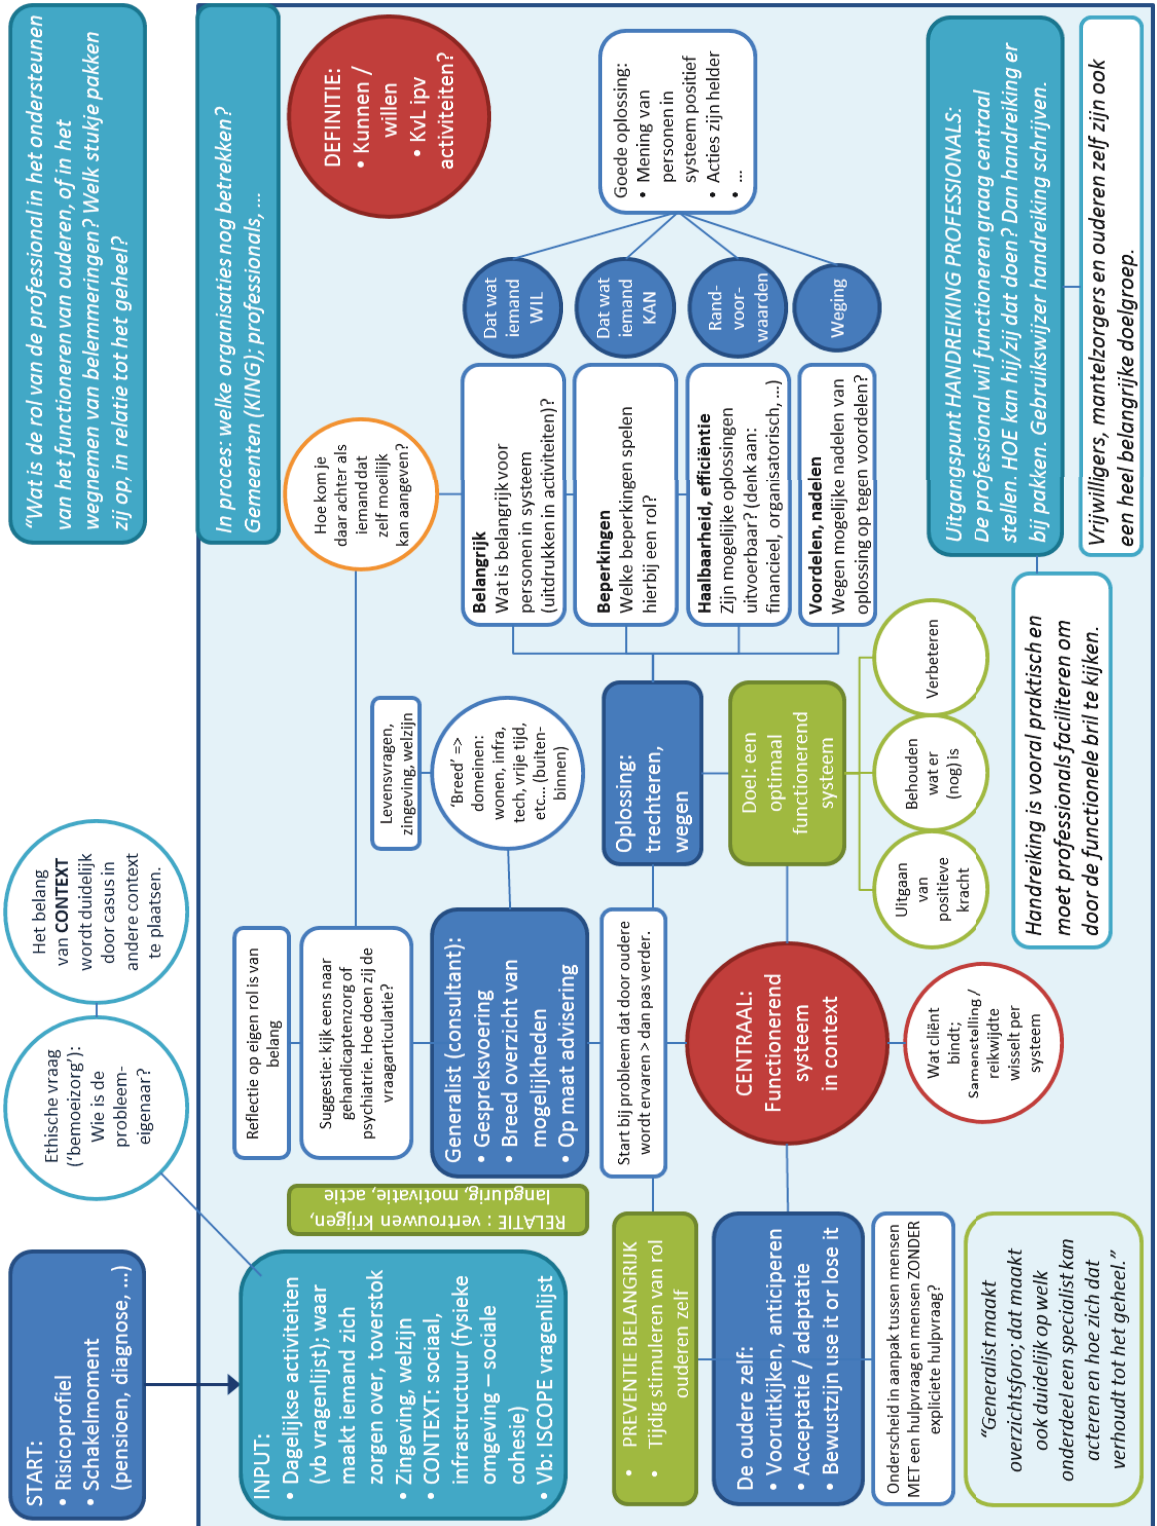 START:
• Risicoprofiel
• Schakelmoment
(pensioen, diagnose, ...)
Ethische vraag
(‘bemoeizorg’):
Wie is de
probleem-
eigenaar?
Het belang
van CONTEXT
wordt duidelijk
door casus in
andere context
te plaatsen.
“Wat is de rol van de professional in het ondersteunen
van het functioneren van ouderen, of in het
wegnemen van belemmeringen? Welk stukje pakken
zij op, in relatie tot het geheel?
In proces: welke organisaties nog betrekken?
Gemeenten (KING); professionals, ...
INPUT:
• Dagelijkse activiteiten
(vb vragenlijst); waar
maakt iemand zich
zorgen over, toverstok
• Zingeving, welzijn
• CONTEXT: sociaal,
infrastructuur (fysieke
omgeving – sociale
cohesie)
• Vb: ISCOPE vragenlijst
RELATIE : vertrouwen krijgen,
langdurig, motivatie, actie
Reflectie op eigen rol is van
belang
Suggestie: kijk eens naar
gehandicaptenzorg of
psychiatrie. Hoe doen zij de
vraagarticulatie?
Generalist (consultant):
• Gespreksvoering
• Breed overzicht van
mogelijkheden
• Op maat advisering
Levensvragen,
zingeving, welzijn
‘Breed’ =>
domeinen:
wonen, infra,
tech, vrije tijd,
etc... (buiten-
binnen)
Hoe kom je
daar achter als
iemand dat
zelf moeilijk
kan aangeven?
DEFINITIE:
• Kunnen /
willen
• KvL ipv
activiteiten?
Belangrijk
Wat is belangrijk voor
personen in systeem
(uitdrukken in activiteiten)?
Dat wat
iemand
WIL
Beperkingen
Welke beperkingen spelen
hierbij een rol?
Dat wat
iemand
KAN
Haalbaarheid, efficiëntie
Zijn mogelijke oplossingen
uitvoerbaar? (denk aan:
financieel, organisatorisch, ...)
Rand-
voor-
waarden
Voordelen, nadelen
Wegen mogelijke nadelen van
oplossing op tegen voordelen?
Weging
Goede oplossing:
• Mening van
personen in
systeem positief
• Acties zijn helder
• ...
• PREVENTIE BELANGRIJK
• Tijdig stimuleren van rol
ouderen zelf
Start bij probleem dat door oudere
wordt ervaren > dan pas verder.
Oplossing:
trechteren,
wegen
De oudere zelf:
• Vooruitkijken, anticiperen
• Acceptatie / adaptatie
• Bewustzijn use it or lose it
CENTRAAL:
Functionerend
systeem
in context
Doel: een
optimaal
functionerend
systeem
Onderscheid in aanpak tussen mensen
MET een hulpvraag en mensen ZONDER
expliciete hulpvraag?
Wat cliënt
bindt;
Samenstelling /
reikwijdte
wisselt per
systeem
Uitgaan
van
positieve
kracht
Behouden
wat er
(nog) is
Verbeteren
“Generalist maakt
overzichtsforo; dat maakt
ook duidelijk op welk
onderdeel een specialist kan
acteren en hoe zich dat
verhoudt tot het geheel.”
Handreiking is vooral praktisch en
moet professionals faciliteren om
door de functionele bril te kijken.
Uitgangspunt HANDREIKING PROFESSIONALS:
De professional wil functioneren graag centraal
stellen. HOE kan hij/zij dat doen? Dan handreiking er
bij pakken. Gebruikswijzer handreiking schrijven.
Vrijwilligers, mantelzorgers en ouderen zelf zijn ook
een heel belangrijke doelgroep.